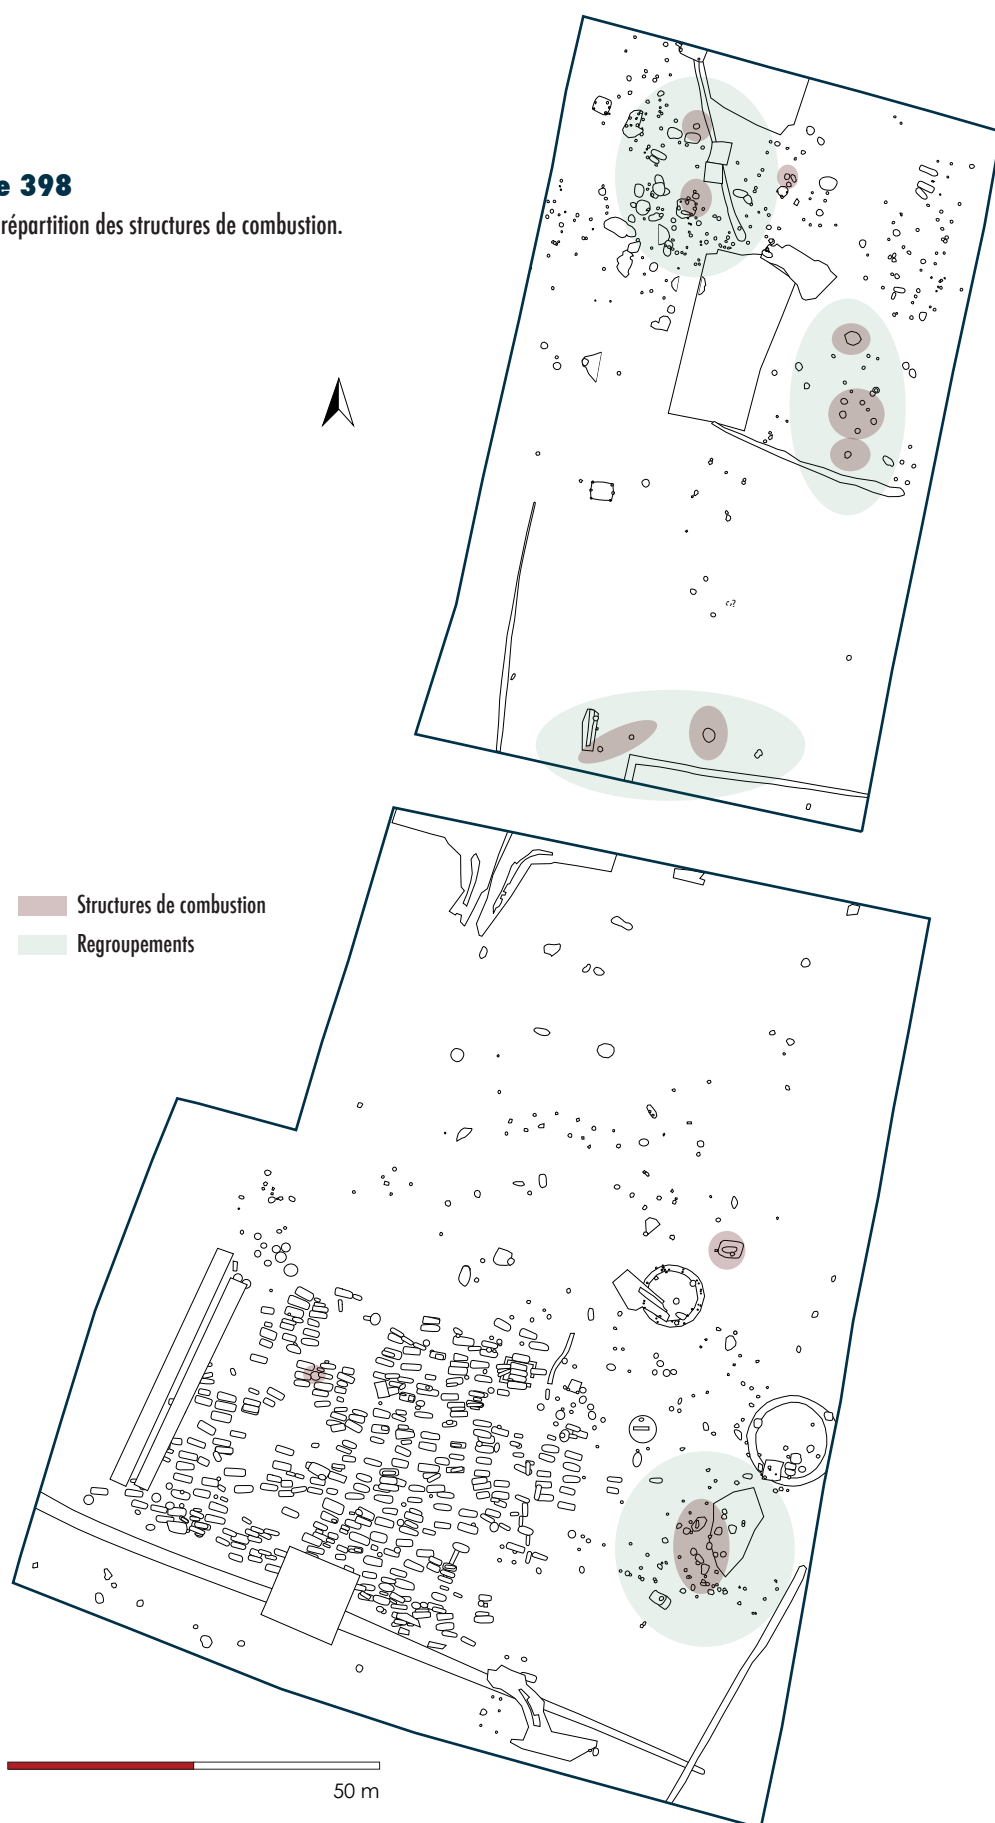 e 398
répartition des structures de combustion.
Structures de combustion
Regroupements
50 m